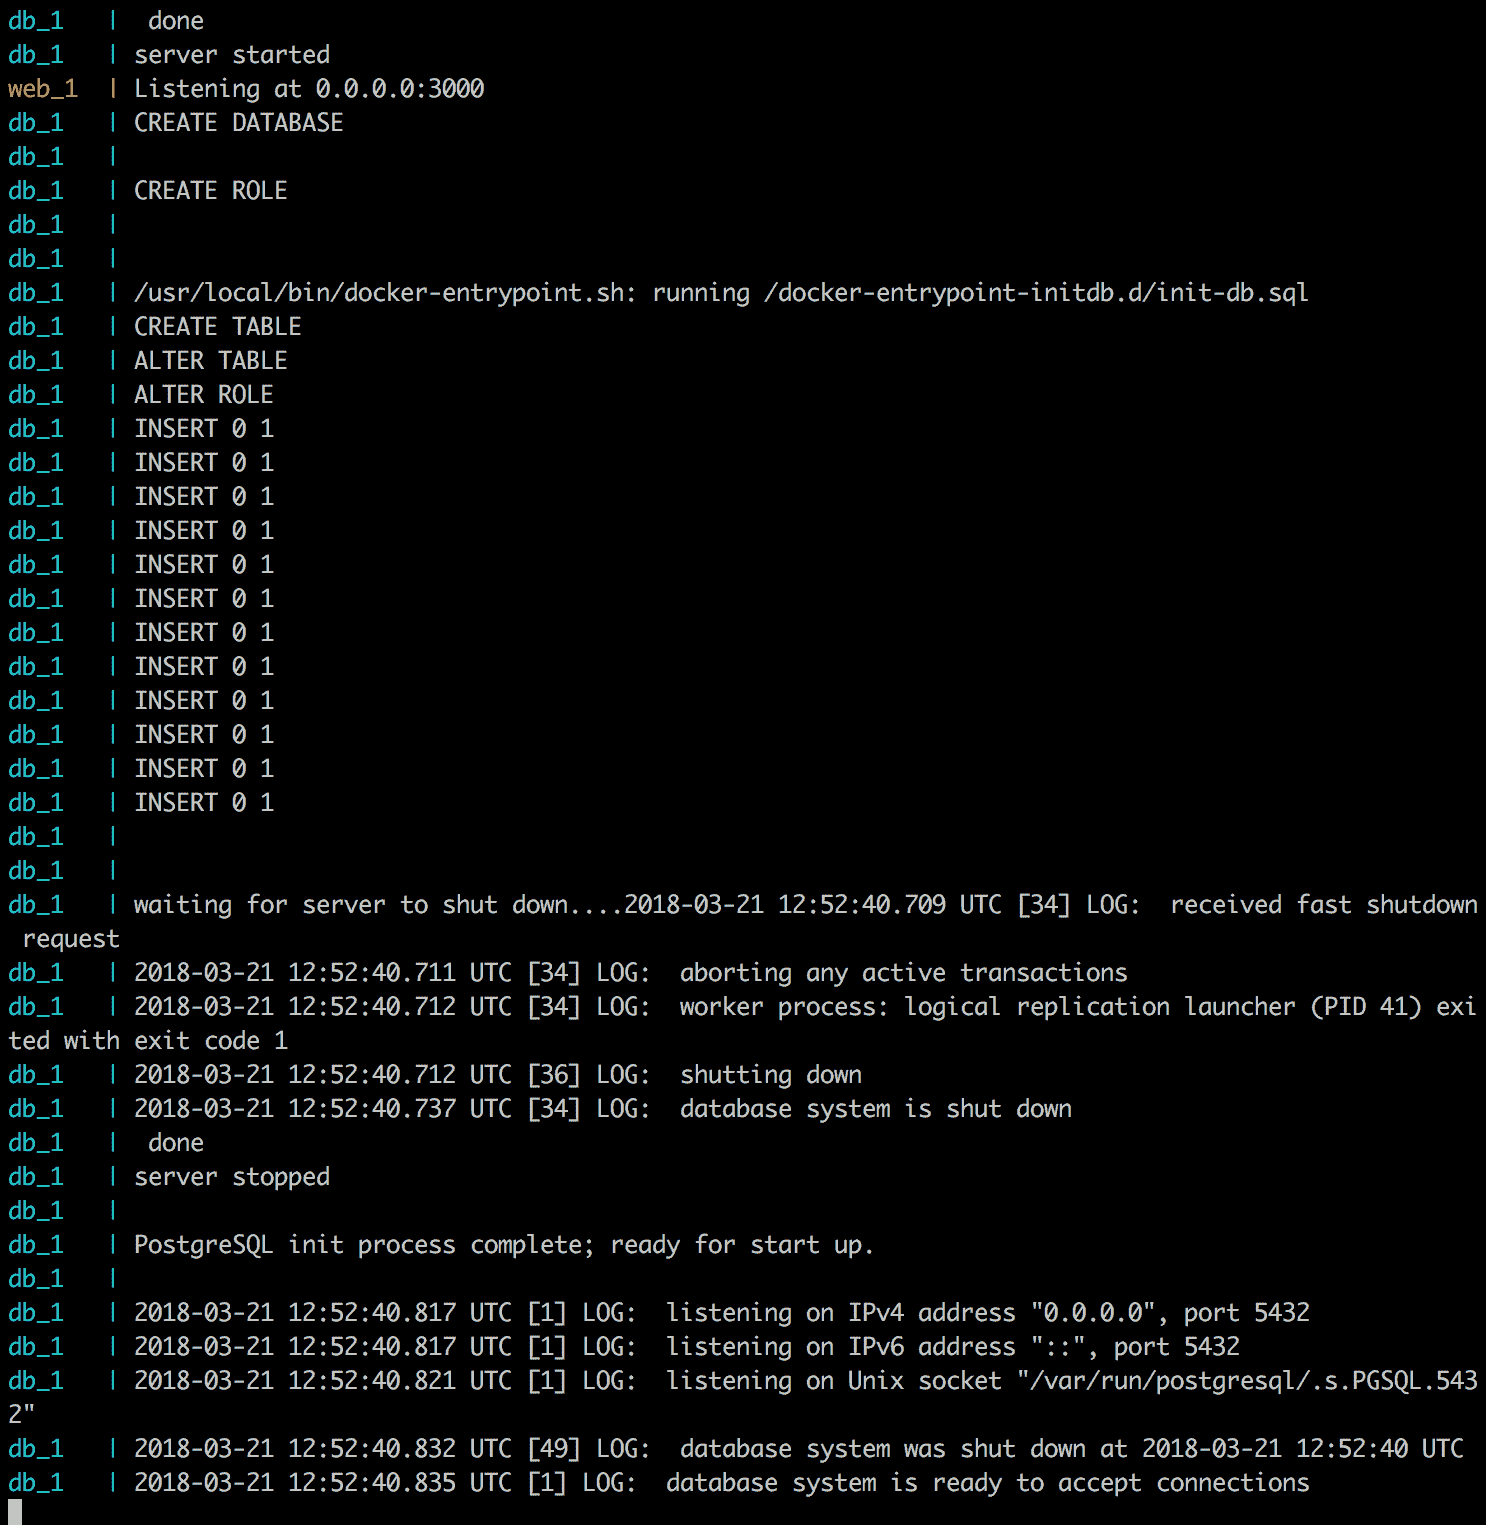 db_1   |  done
db_1   | server started
web_1  | Listening at 0.0.0.0:3000
db_1   | CREATE DATABASE
db_1   |
db_1   | CREATE ROLE
db_1   |
db_1   |
db_1   | /usr/local/bin/docker-entrypoint.sh: running /docker-entrypoint-initdb.d/init-db.sql
db_1   | CREATE TABLE
db_1   | ALTER TABLE
db_1   | ALTER ROLE
db_1   | INSERT 0 1
db_1   | INSERT 0 1
db_1   | INSERT 0 1
db_1   | INSERT 0 1
db_1   | INSERT 0 1
db_1   | INSERT 0 1
db_1   | INSERT 0 1
db_1   | INSERT 0 1
db_1   | INSERT 0 1
db_1   | INSERT 0 1
db_1   | INSERT 0 1
db_1   | INSERT 0 1
db_1   |
db_1   |
db_1   | waiting for server to shut down....2018-03-21 12:52:40.709 UTC [34] LOG:  received fast shutdown
 request
db_1   | 2018-03-21 12:52:40.711 UTC [34] LOG:  aborting any active transactions
db_1   | 2018-03-21 12:52:40.712 UTC [34] LOG:  worker process: logical replication launcher (PID 41) exi
ted with exit code 1
db_1   | 2018-03-21 12:52:40.712 UTC [36] LOG:  shutting down
db_1   | 2018-03-21 12:52:40.737 UTC [34] LOG:  database system is shut down
db_1   |  done
db_1   | server stopped
db_1   |
db_1   | PostgreSQL init process complete; ready for start up.
db_1   |
db_1   | 2018-03-21 12:52:40.817 UTC [1] LOG:  listening on IPv4 address "0.0.0.0", port 5432
db_1   | 2018-03-21 12:52:40.817 UTC [1] LOG:  listening on IPv6 address "::", port 5432
db_1   | 2018-03-21 12:52:40.821 UTC [1] LOG:  listening on Unix socket "/var/run/postgresql/.s.PGSQL.543
2"
db_1   | 2018-03-21 12:52:40.832 UTC [49] LOG:  database system was shut down at 2018-03-21 12:52:40 UTC
db_1   | 2018-03-21 12:52:40.835 UTC [1] LOG:  database system is ready to accept connections